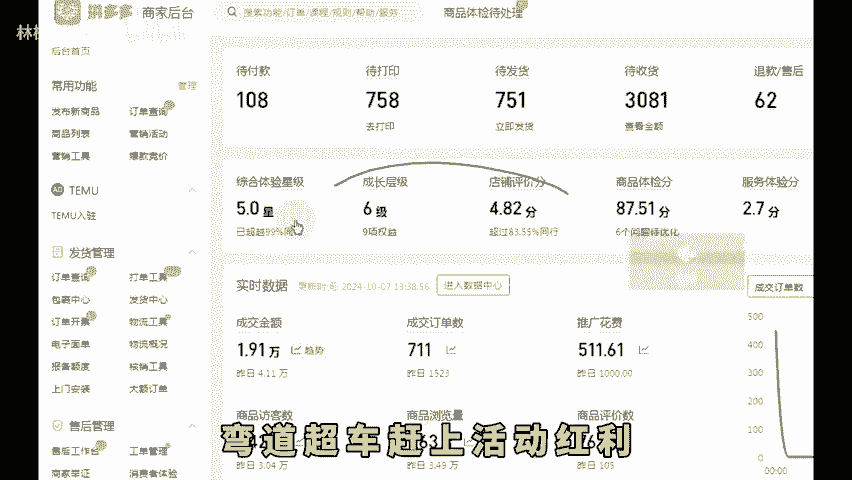 拼多多 商家后台 搜索功能/订单/课程/规则/帮助/服务 商品体检待处理
林
后台首页
常用功能 管理
发布新商品 订单查询
商品列表 营销活动
营销工具 爆款竞价
TEMU
TEMU入驻
发货管理
订单查询 打单工具
包裹中心 发货中心
订单开票 物流工具
电子面单 物流概况
报备额度 核销工具
上门安装 大额订单
售后管理
售后工作台 工单管理
商家举证 消费者体验
待付款 待打印 待发货 待收货 退款/售后
108 758 751 3081 62
去打印 立即发货 查看金额
综合体验星级 成长层级 店铺评价分 商品体检分 服务体验分
5.0 星 6 级 4.82 分 87.51 分 2.7 分
已超越99%同 9项权益 超过83.55%同行 6个问题待优化
实时数据 更新时间: 2024-10-07 13:38:56 进入数据中心
成交金额 成交订单数 推广花费
1.91 万 趋势 711 511.61
昨日 4.11 万 昨日 1523 昨日 1000.00
商品访客数 商品浏览量 商品评价数
昨日 3.04 万 昨日 3.49 万 昨日 105
成交订单数
500
400
300
200
100
0
00:00
弯道超车赶上活动红利